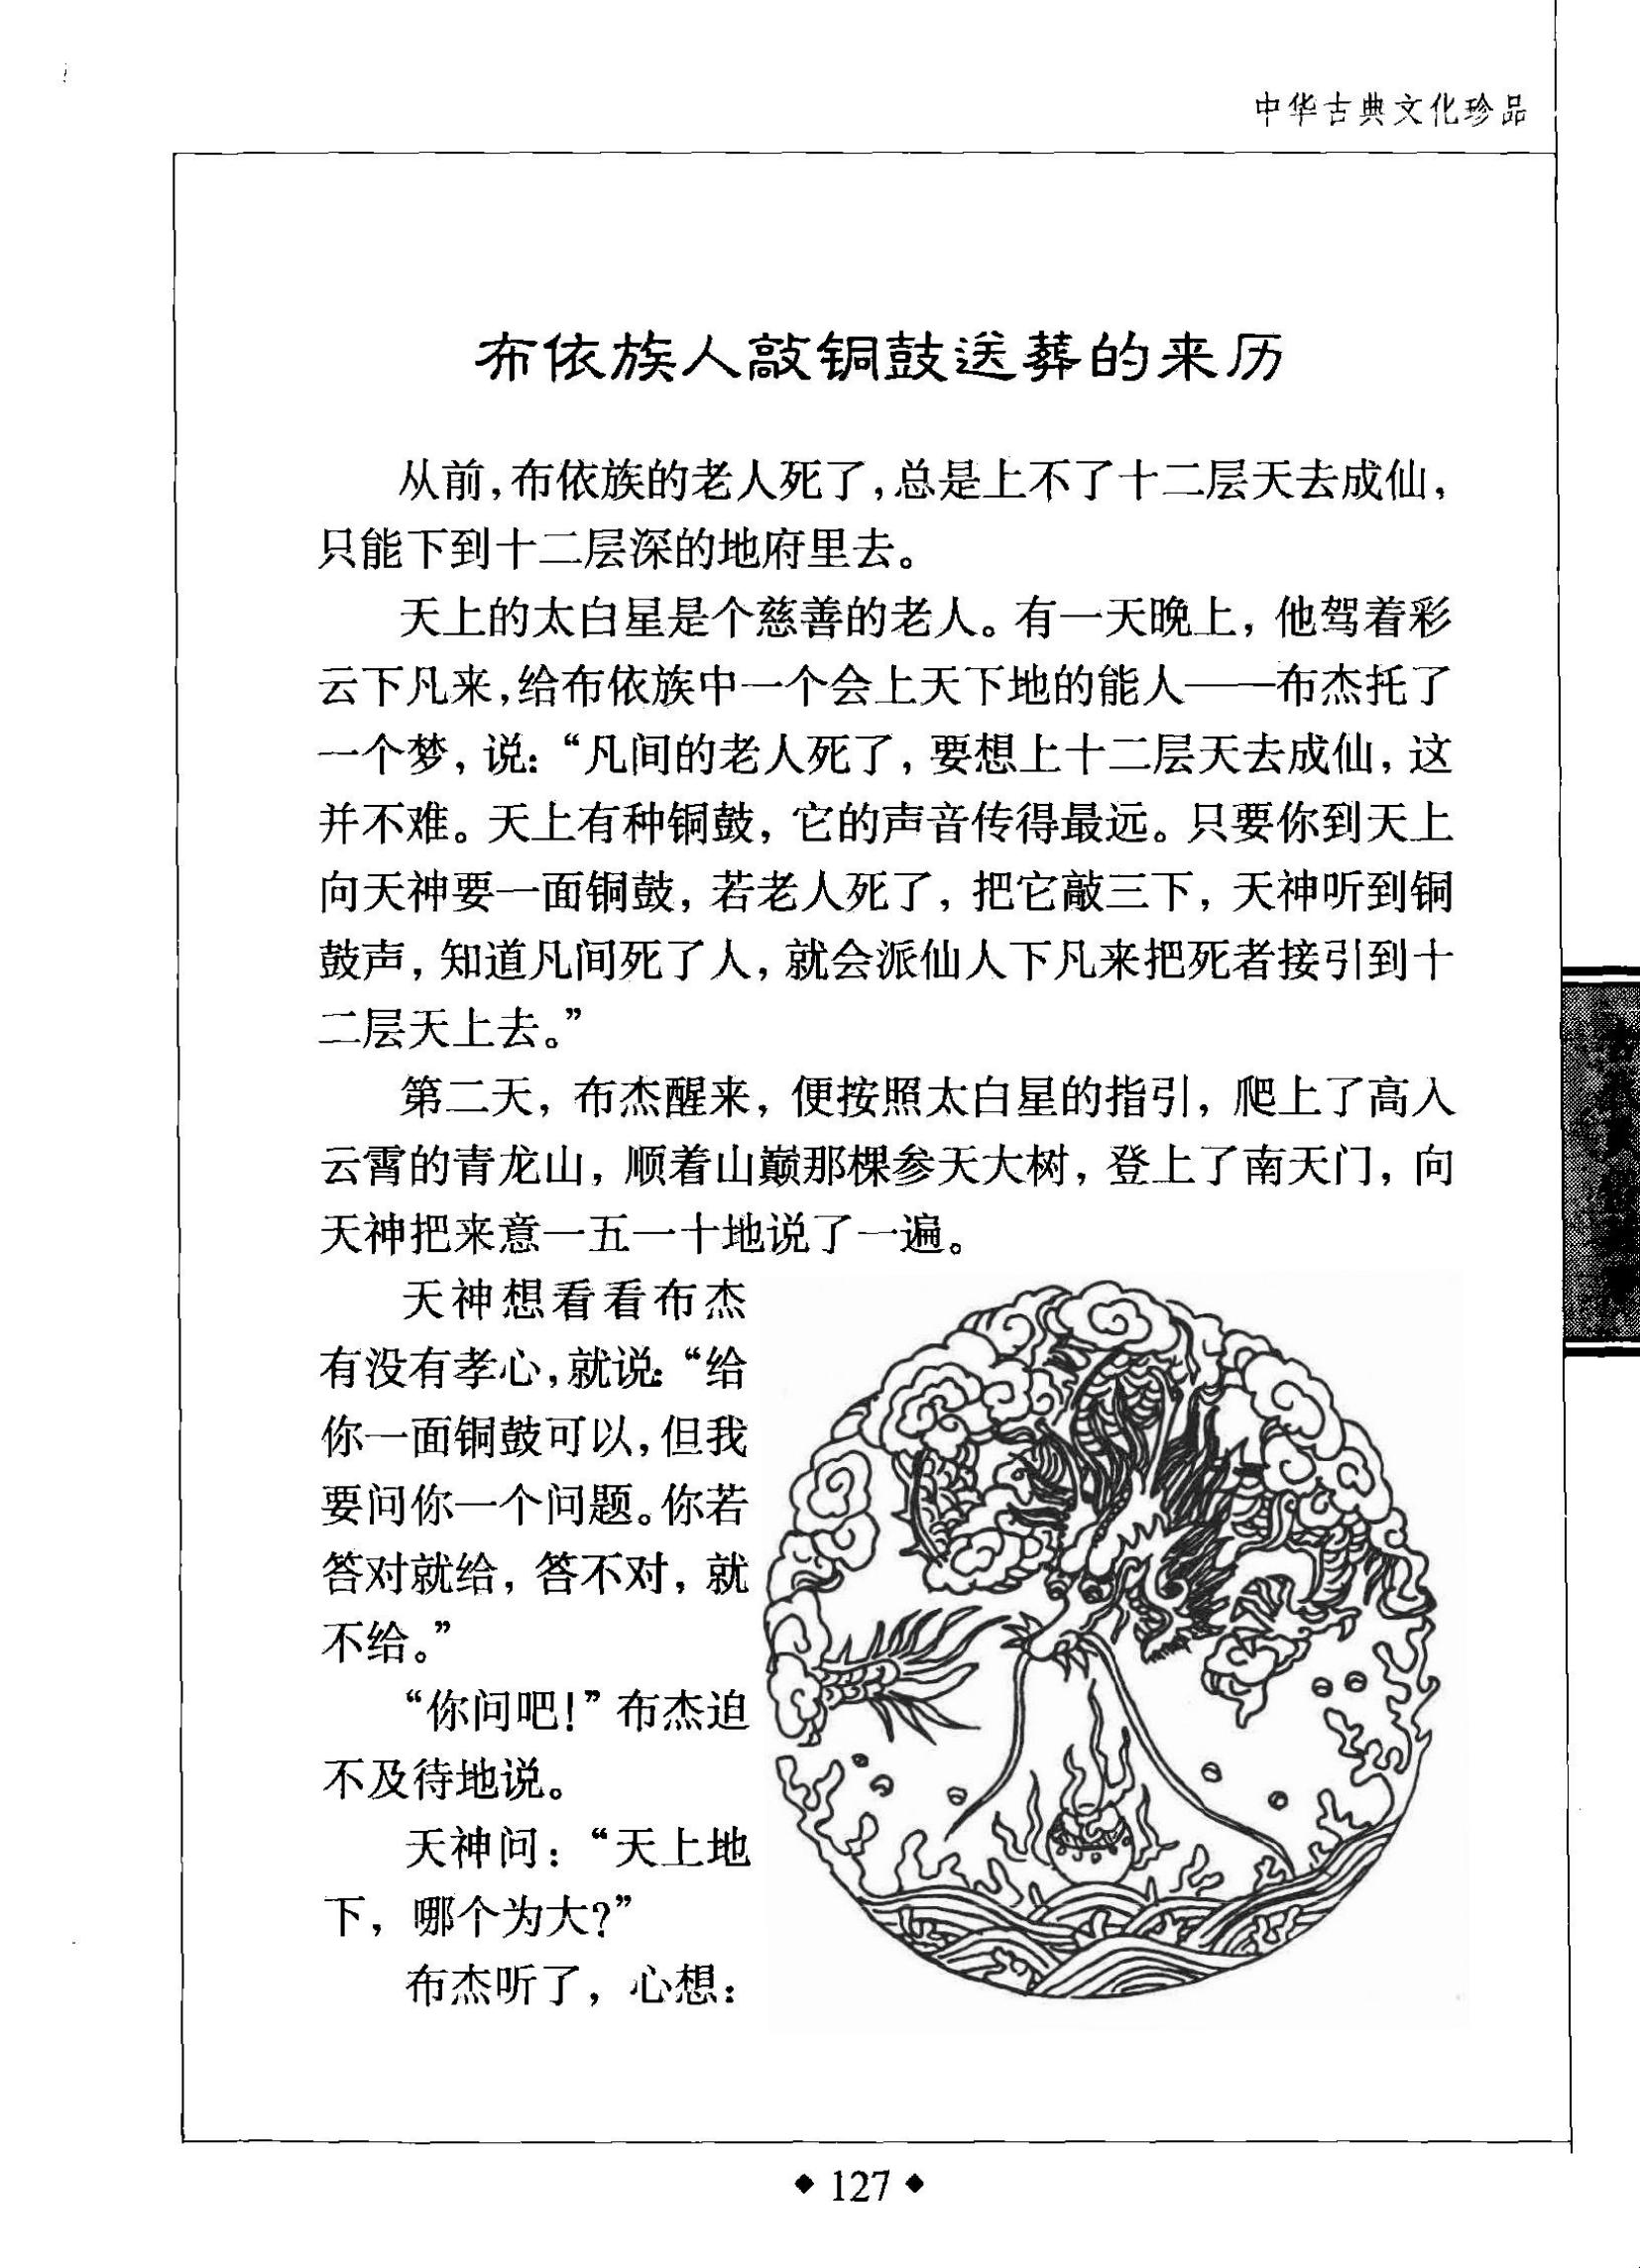 中华古典文化珍品
布依族人敲铜鼓送葬的来历
从前,布依族的老人死了,总是上不了十二层天去成仙,
只能下到十二层深的地府里去。
天上的太白星是个慈善的老人。有一天晚上，他驾着彩
云下凡来,给布依族中一个会上天下地的能人——布杰托了
一个梦，说:“凡间的老人死了，要想上十二层天去成仙，这
并不难。天上有种铜鼓，它的声音传得最远。只要你到天上
向天神要一面铜鼓，若老人死了，把它敲三下，天神听到铜
鼓声，知道凡间死了人，就会派仙人下凡来把死者接引到十
二层天上去。”
第二天，布杰醒来，便按照太白星的指引，爬上了高入
云霄的青龙山，顺着山巅那棵参天大树，登上了南天门，向
天神把来意一五一十地说了一遍。
天神想看看布杰
有没有孝心,就说:“给
你一面铜鼓可以,但我
要问你一个问题。你若
答对就给，答不对，就
不给。”
“你问吧!”布杰迫
不及待地说。
天神问：“天上地
下，哪个为大?”
布杰听了，心想：
◆ 127 ◆